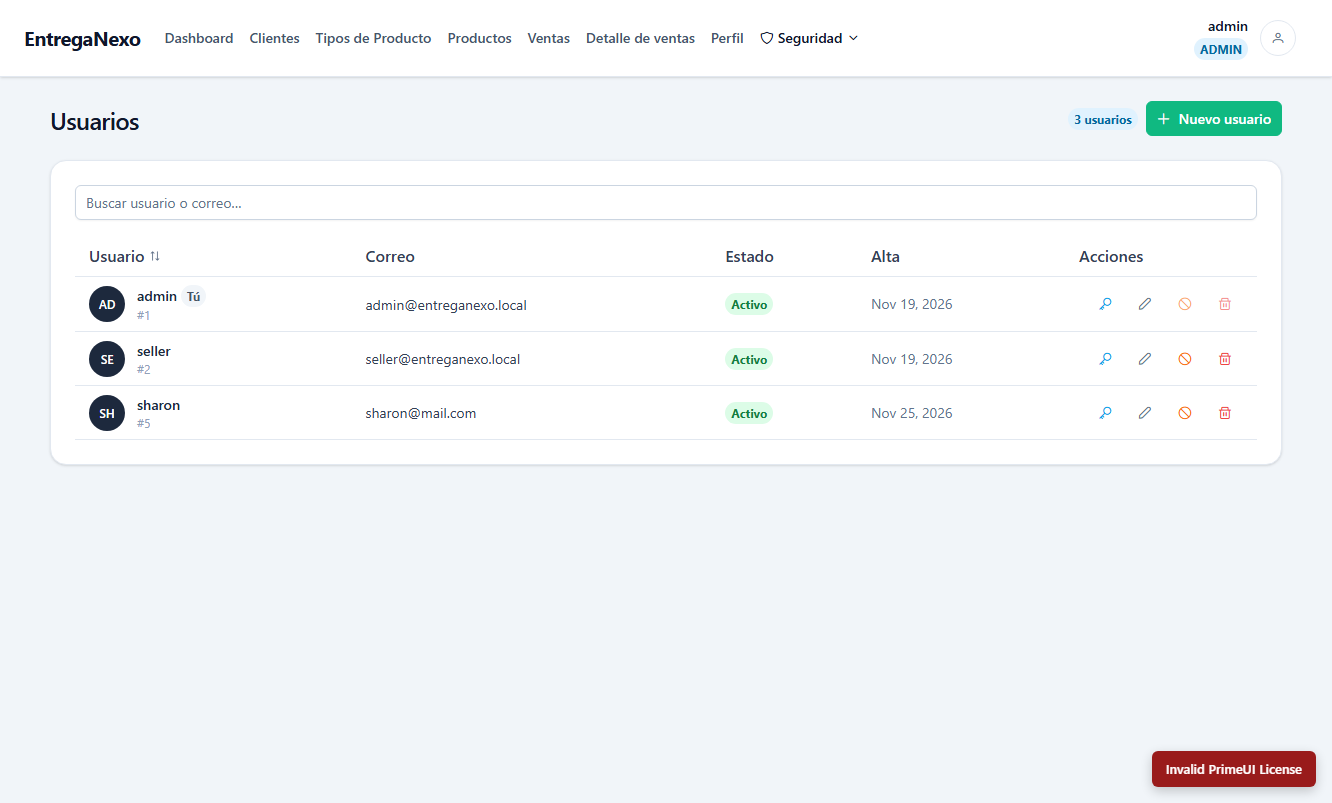 EntregaNexo Dashboard Clientes Tipos de Producto Productos Ventas Detalle de ventas Perfil Seguridad admin
ADMIN
Usuarios 3 usuarios Nuevo usuario
Buscar usuario o correo...
Usuario Correo Estado Alta Acciones
AD admin Tú admin@entreganexo.local Activo Nov 19, 2026
#1
SE seller seller@entreganexo.local Activo Nov 19, 2026
#2
SH sharon sharon@mail.com Activo Nov 25, 2026
#5
Invalid PrimeUI License